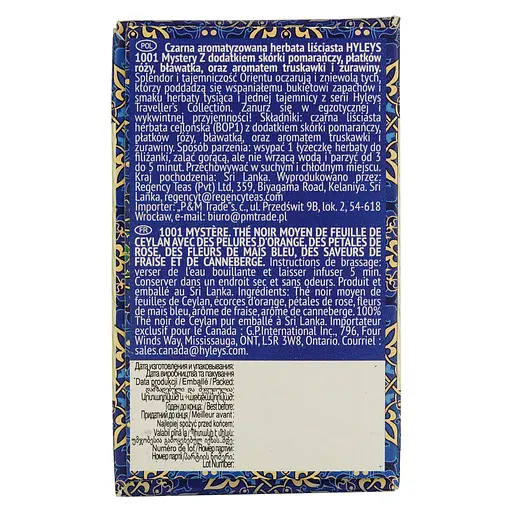 POL Czarna aromatyzowana herbata liściasta HYLEYS
1001 Mystery Z dodatkiem skórki pomarańczy, płatków
róży, bławatka, oraz aromatem truskawki i żurawiny.
Splendor i tajemniczość Orientu oczarują i zniewolą tych,
którzy poddadzą się wspaniałemu bukietowi zapachów i
smaku herbaty tysiąca i jednej tajemnicy z serii Hyleys
Traveller's Collection. Zanurz się w egzotycznej i
wykwintnej przyjemności! Składniki: czarna liściasta
herbata cejlońska (BOP1) z dodatkiem skórki pomarańczy,
płatków róży, bławatka, oraz aromatem truskawki i
żurawiny. Sposób parzenia: wsypać 1 łyżeczkę herbaty do
filiżanki, zalać gorącą, ale nie wrzącą wodą i parzyć od 3
do 5 minut. Przechowywać w suchym i chłodnym miejscu.
Kraj pochodzenia: Sri Lanka. Wyprodukowano przez:
Regency Teas (Pvt) Ltd, 359, Biyagama Road, Kelaniya. Sri
Lanka, regencyt@regencyteas.com
Importer: „P&M Trade"s. c., ul. Przedświt 9B, lok. 2, 54-618
Wrocław, e-mail: biuro@pmtrade.pl
FR 1001 MYSTÈRE, THÉ NOIR MOYEN DE FEUILLE DE
CEYLAN AVEC DES PELURES D'ORANGE, DES PÉTALES DE
ROSE, DES FLEURS DE MAIS BLEU, DES SAVEURS DE
FRAISE ET DE CANNEBERGE. Instructions de brassage:
verser de l'eau bouillante et laisser infuser 5 min.
Conserver dans un endroit sec et sans odeurs. Produit et
emballé au Sri Lanka. Ingrédients: Thé noir moyen de
feuilles de Ceylan, écorces d'orange, pétales de rose, fleurs
de maïs bleu, arôme de fraise, arôme de canneberge. 100%
Thé noir de Ceylan pur emballé à Sri Lanka. Importateur
exclusif pour le Canada : G.P.International Inc., 796, Four
Winds Way, Mississauga, ON, L5R 3W8, Ontario. Courriel :
sales.canada@hyleys.com
Дата изготовления и упаковывания:
Дата виробництва та пакування
Data produkcji / Emballé / Packed:
Годен до конца: / Best before:
Придатний до кінця / Meilleur avant:
Najlepiej spożyć przed końcem:
Valabil pînă la
Numéro de lot / Номер партии:
Номер партії /
Lot Number: